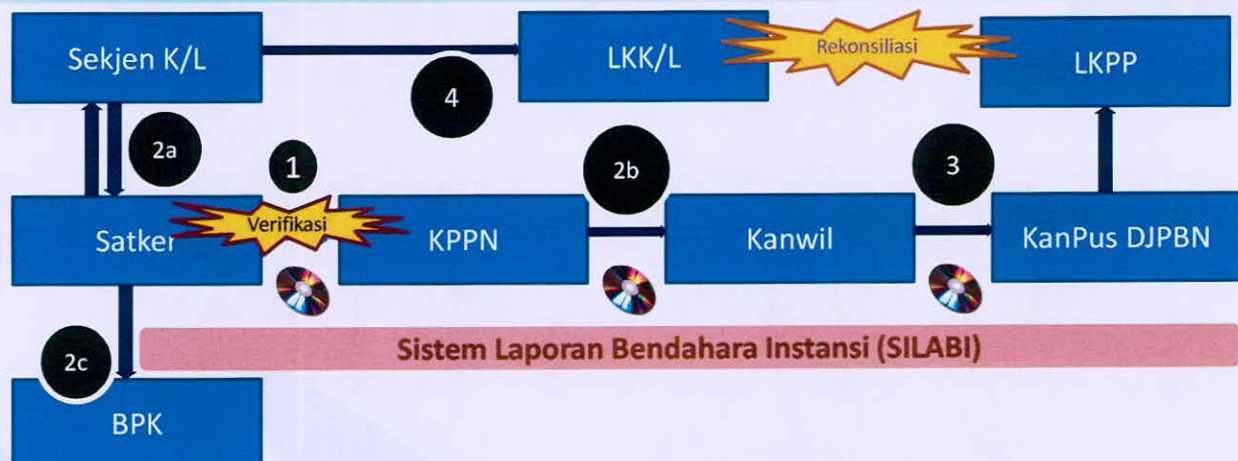 Sekjen K/L
LKK/L
Rekonsiliasi
LKPP
4
2a
1
2b
3
Satker
Verifikasi
KPPN
Kanwil
KanPus DJPBN
Sistem Laporan Bendahara Instansi (SILABI)
2c
BPK